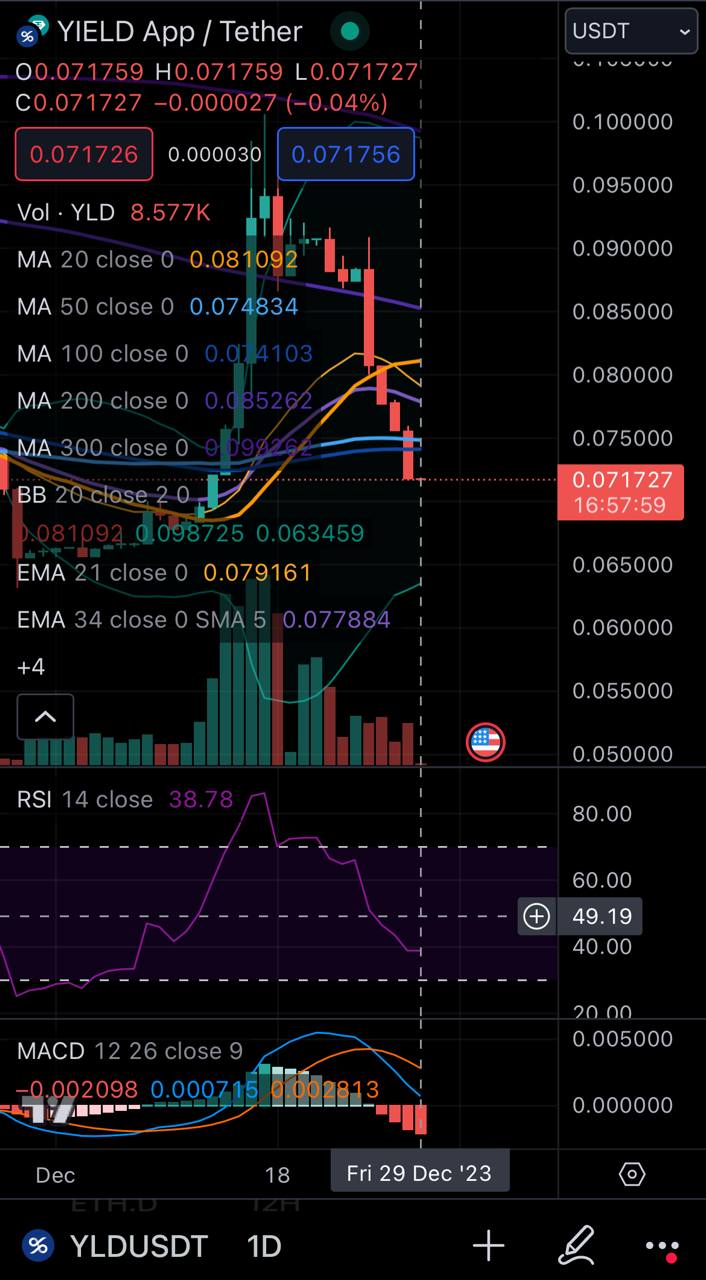 YIELD App / Tether
USDT
O0.071759 H0.071759 L0.071727
C0.071727 −0.000027 (−0.04%)
0.071726 0.000030 0.071756
Vol · YLD 8.577K
MA 20 close 0 0.081092
MA 50 close 0 0.074834
MA 100 close 0 0.074103
MA 200 close 0 0.085262
MA 300 close 0 0.099262
BB 20 close 2 0
0.081092 0.098725 0.063459
EMA 21 close 0 0.079161
EMA 34 close 0 SMA 5 0.077884
+4
0.100000
0.095000
0.090000
0.085000
0.080000
0.075000
0.071727
16:57:59
0.065000
0.060000
0.055000
0.050000
RSI 14 close 38.78
80.00
60.00
49.19
40.00
20.00
MACD 12 26 close 9
−0.002098 0.000715 0.002813
0.005000
0.000000
Dec 18 Fri 29 Dec '23
ETH.D 12H
YLDUSDT 1D